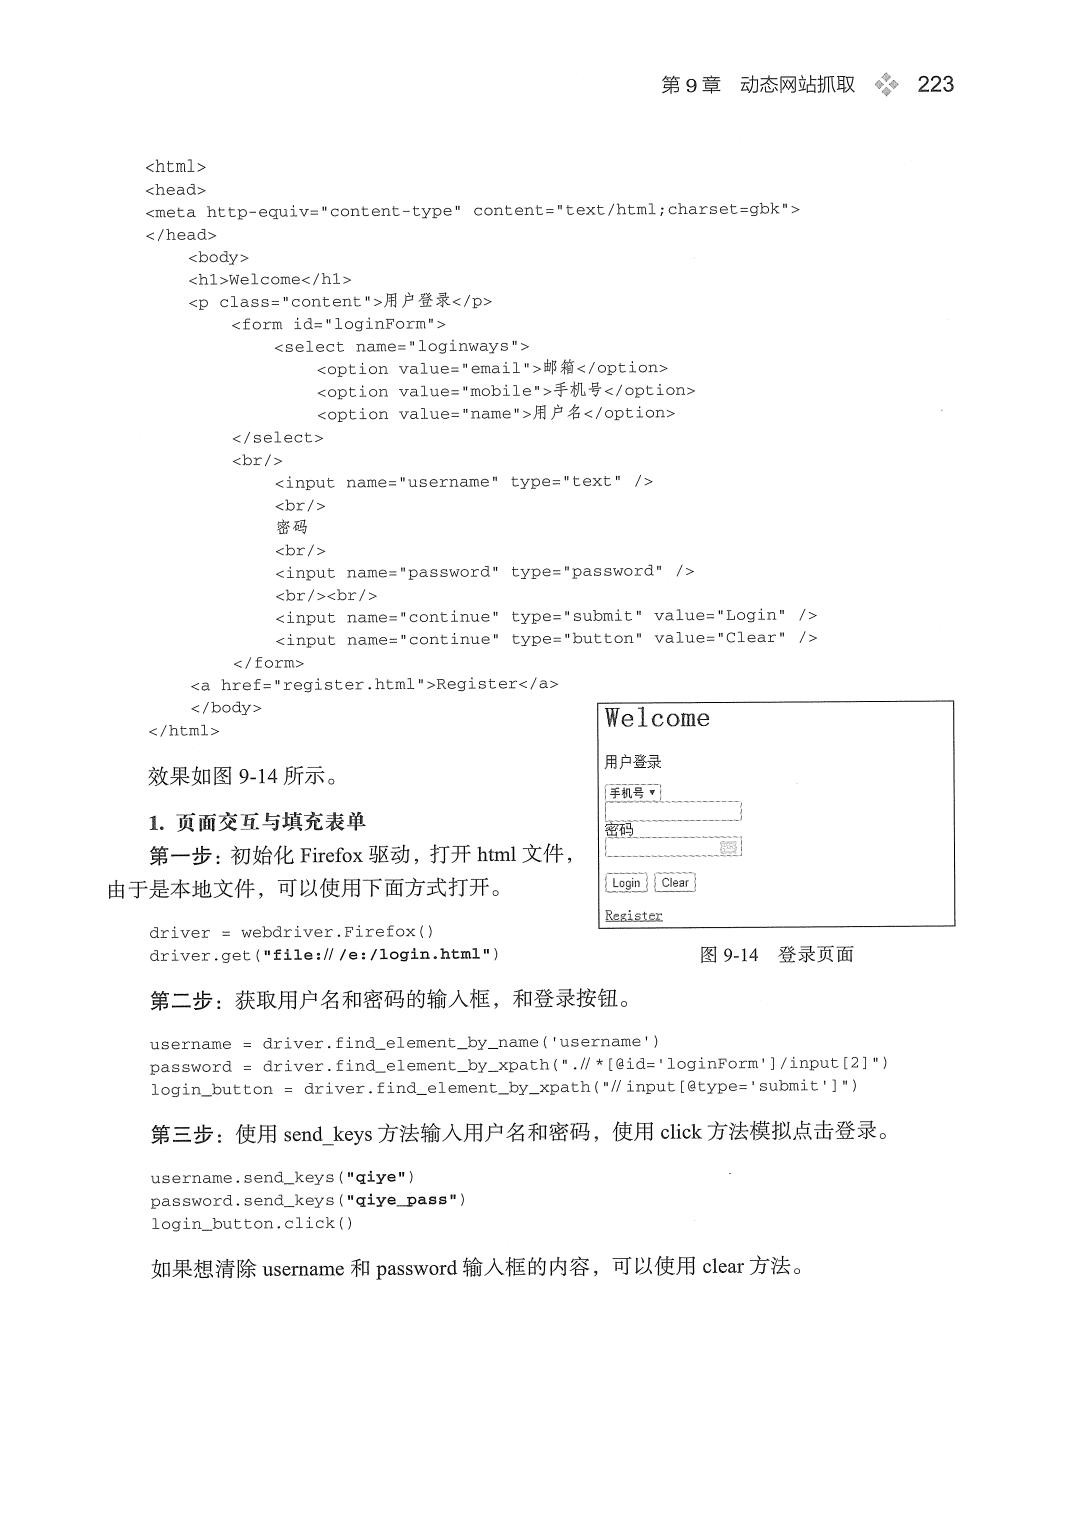 第 9 章　动态网站抓取　223
<html>
<head>
<meta http-equiv="content-type" content="text/html;charset=gbk">
</head>
    <body>
    <h1>Welcome</h1>
    <p class="content">用户登录</p>
        <form id="loginForm">
            <select name="loginways">
                <option value="email">邮箱</option>
                <option value="mobile">手机号</option>
                <option value="name">用户名</option>
        </select>
        <br/>
            <input name="username" type="text" />
            <br/>
            密码
            <br/>
            <input name="password" type="password" />
            <br/><br/>
            <input name="continue" type="submit" value="Login" />
            <input name="continue" type="button" value="Clear" />
        </form>
    <a href="register.html">Register</a>
    </body>
</html>
效果如图 9-14 所示。
1. 页面交互与填充表单
第一步：初始化 Firefox 驱动，打开 html 文件，
由于是本地文件，可以使用下面方式打开。
driver = webdriver.Firefox()
driver.get("file:// /e:/login.html")
Welcome
用户登录
手机号 ▾
密码
Login Clear
Register
图 9-14　登录页面
第二步：获取用户名和密码的输入框，和登录按钮。
username = driver.find_element_by_name('username')
password = driver.find_element_by_xpath(".// *[@id='loginForm']/input[2]")
login_button = driver.find_element_by_xpath("// input[@type='submit']")
第三步：使用 send_keys 方法输入用户名和密码，使用 click 方法模拟点击登录。
username.send_keys("qiye")
password.send_keys("qiye_pass")
login_button.click()
如果想清除 username 和 password 输入框的内容，可以使用 clear 方法。